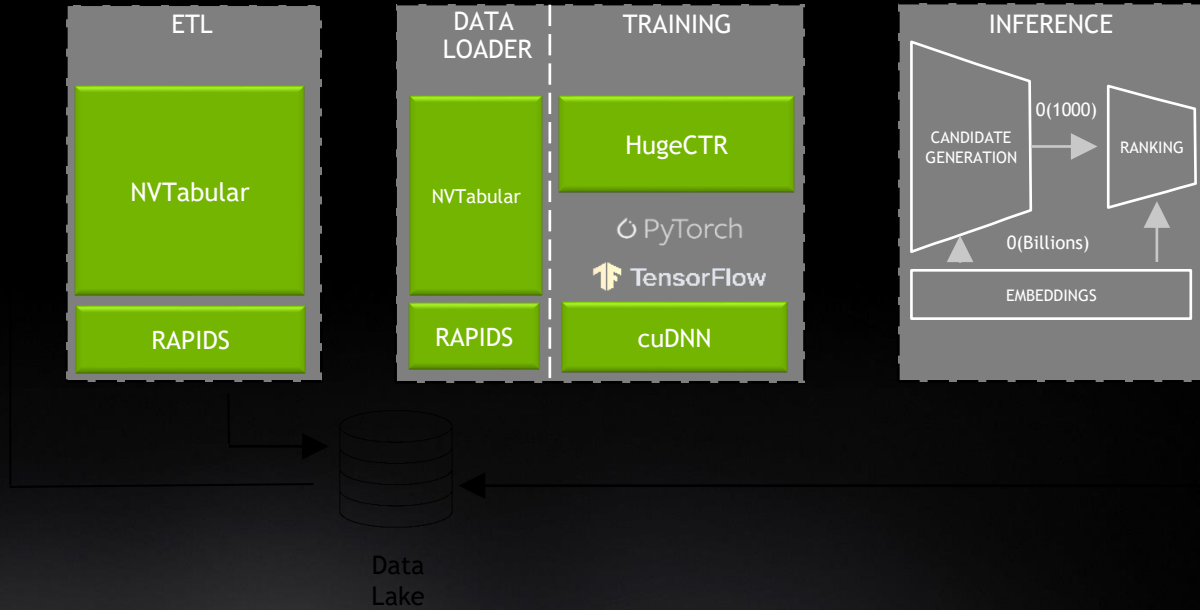 ETL
NVTabular
RAPIDS
DATA
LOADER
NVTabular
RAPIDS
TRAINING
HugeCTR
PyTorch
TensorFlow
cuDNN
INFERENCE
CANDIDATE
GENERATION
0(1000)
RANKING
0(Billions)
EMBEDDINGS
Data
Lake